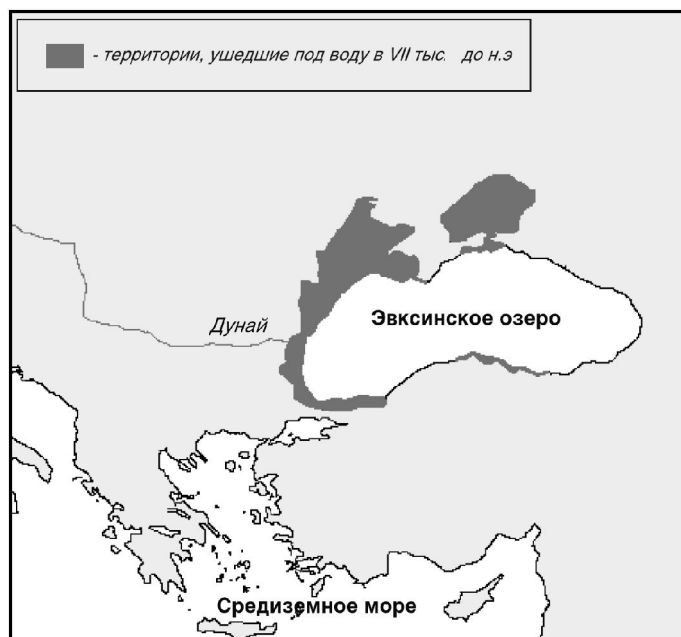 - территории, ушедшие под воду в VII тыс. до н.э
Дунай
Эвксинское озеро
Средиземное море